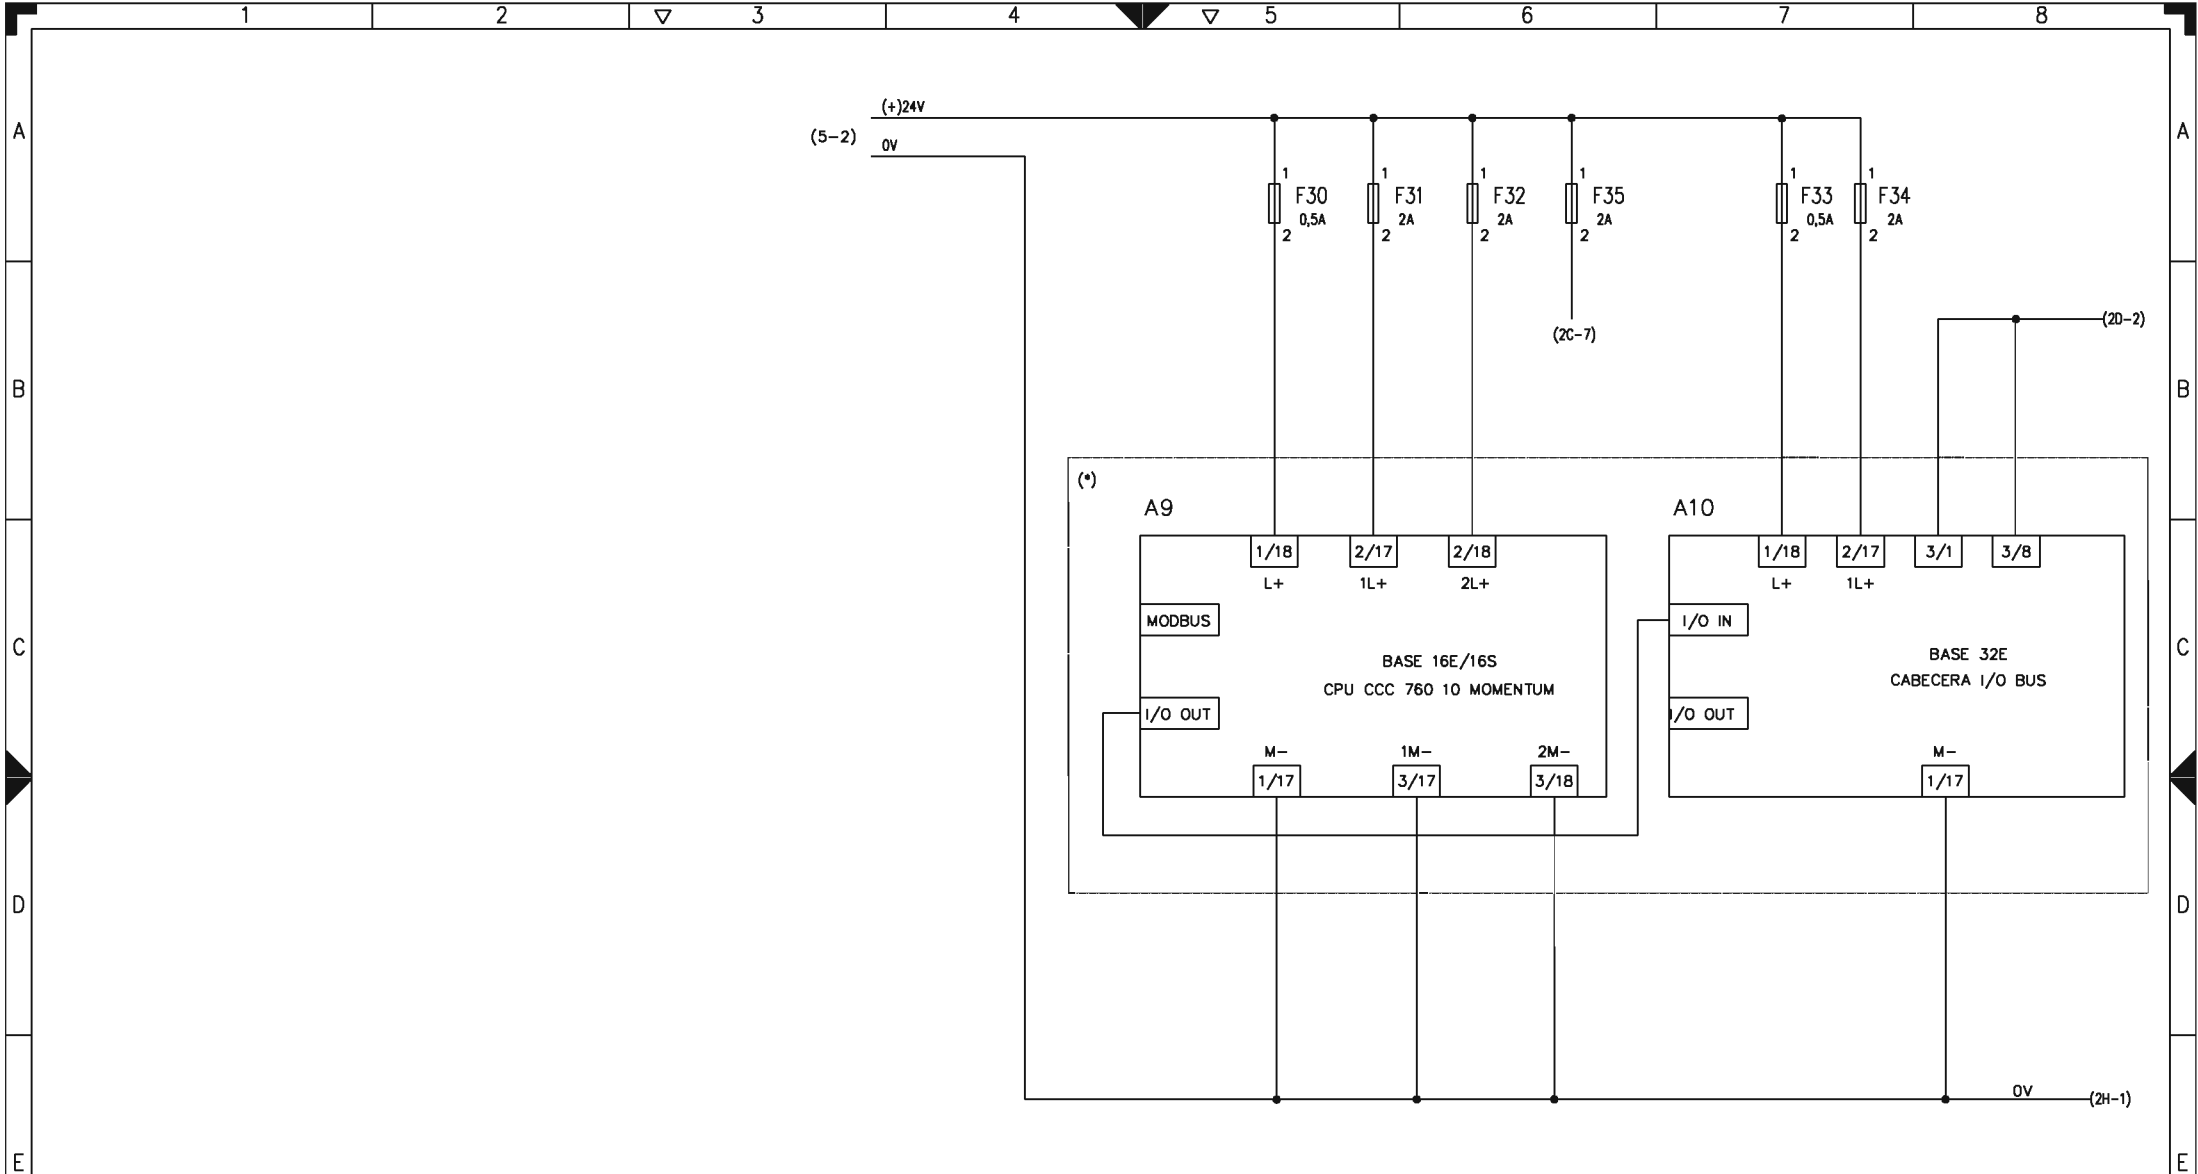 1 2 3 4 5 6 7 8
(+)24V
A A
(5-2)
0V
1 1 1 1 1 1
F30 F31 F32 F35 F33 F34
0,5A 2A 2A 2A 0,5A 2A
2 2 2 2 2 2
(2D-2)
(2C-7)
B B
(*)
A9 A10
1/18 2/17 2/18 1/18 2/17 3/1 3/8
L+ 1L+ 2L+ L+ 1L+
MODBUS I/O IN
C C
BASE 16E/16S BASE 32E
CPU CCC 760 10 MOMENTUM CABECERA I/O BUS
I/O OUT I/O OUT
M- 1M- 2M- M-
1/17 3/17 3/18 1/17
D D
0V (2H-1)
E E